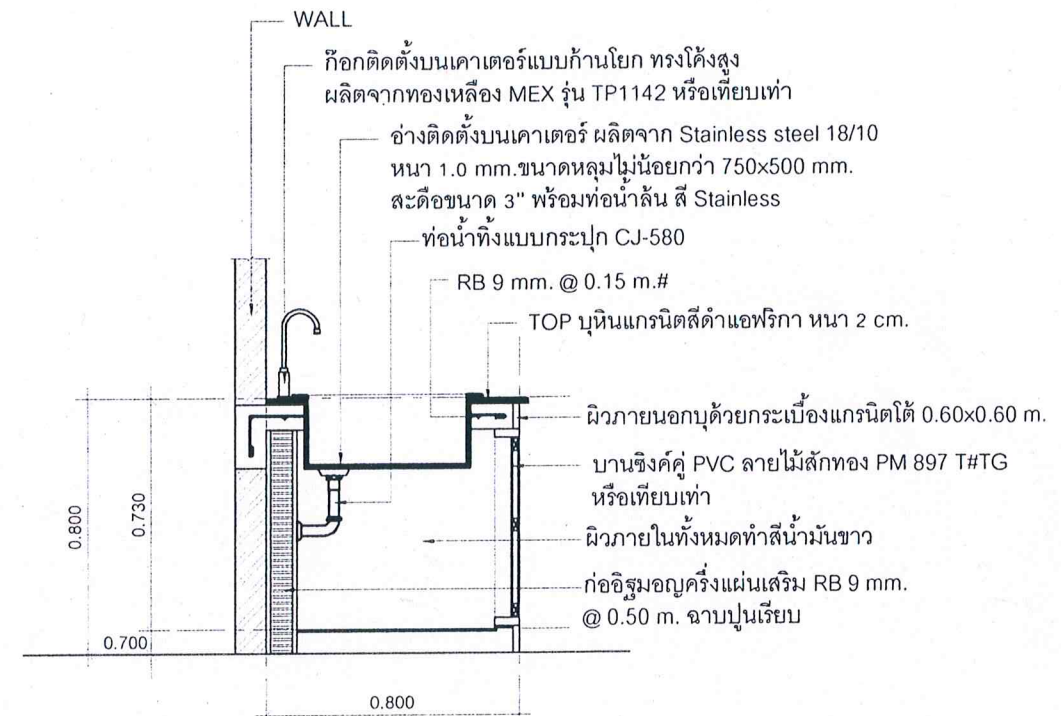 WALL
ก๊อกติดตั้งบนเคาเตอร์แบบก้านโยก ทรงโค้งสูง
ผลิตจากทองเหลือง MEX รุ่น TP1142 หรือเทียบเท่า
อ่างติดตั้งบนเคาเตอร์ ผลิตจาก Stainless steel 18/10
หนา 1.0 mm.ขนาดหลุมไม่น้อยกว่า 750x500 mm.
สะดือขนาด 3" พร้อมท่อน้ำล้น สี Stainless
ท่อน้ำทิ้งแบบกระปุก CJ-580
RB 9 mm. @ 0.15 m.#
TOP บุหินแกรนิตสีดำแอฟริกา หนา 2 cm.
ผิวภายนอกบุด้วยกระเบื้องแกรนิตโต้ 0.60x0.60 m.
บานซิงค์คู่ PVC ลายไม้สักทอง PM 897 T#TG
หรือเทียบเท่า
ผิวภายในทั้งหมดทำสีน้ำมันขาว
ก่ออิฐมอญครึ่งแผ่นเสริม RB 9 mm.
@ 0.50 m. ฉาบปูนเรียบ
0.800
0.730
0.700
0.800